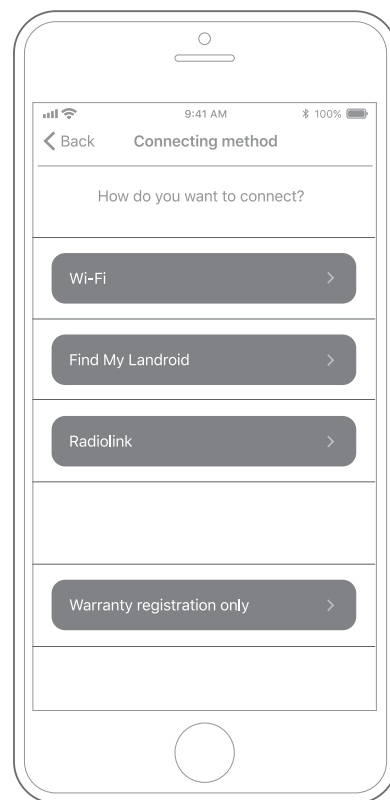 9:41 AM 100%
Back Connecting method
How do you want to connect?
Wi-Fi
Find My Landroid
Radiolink
Warranty registration only